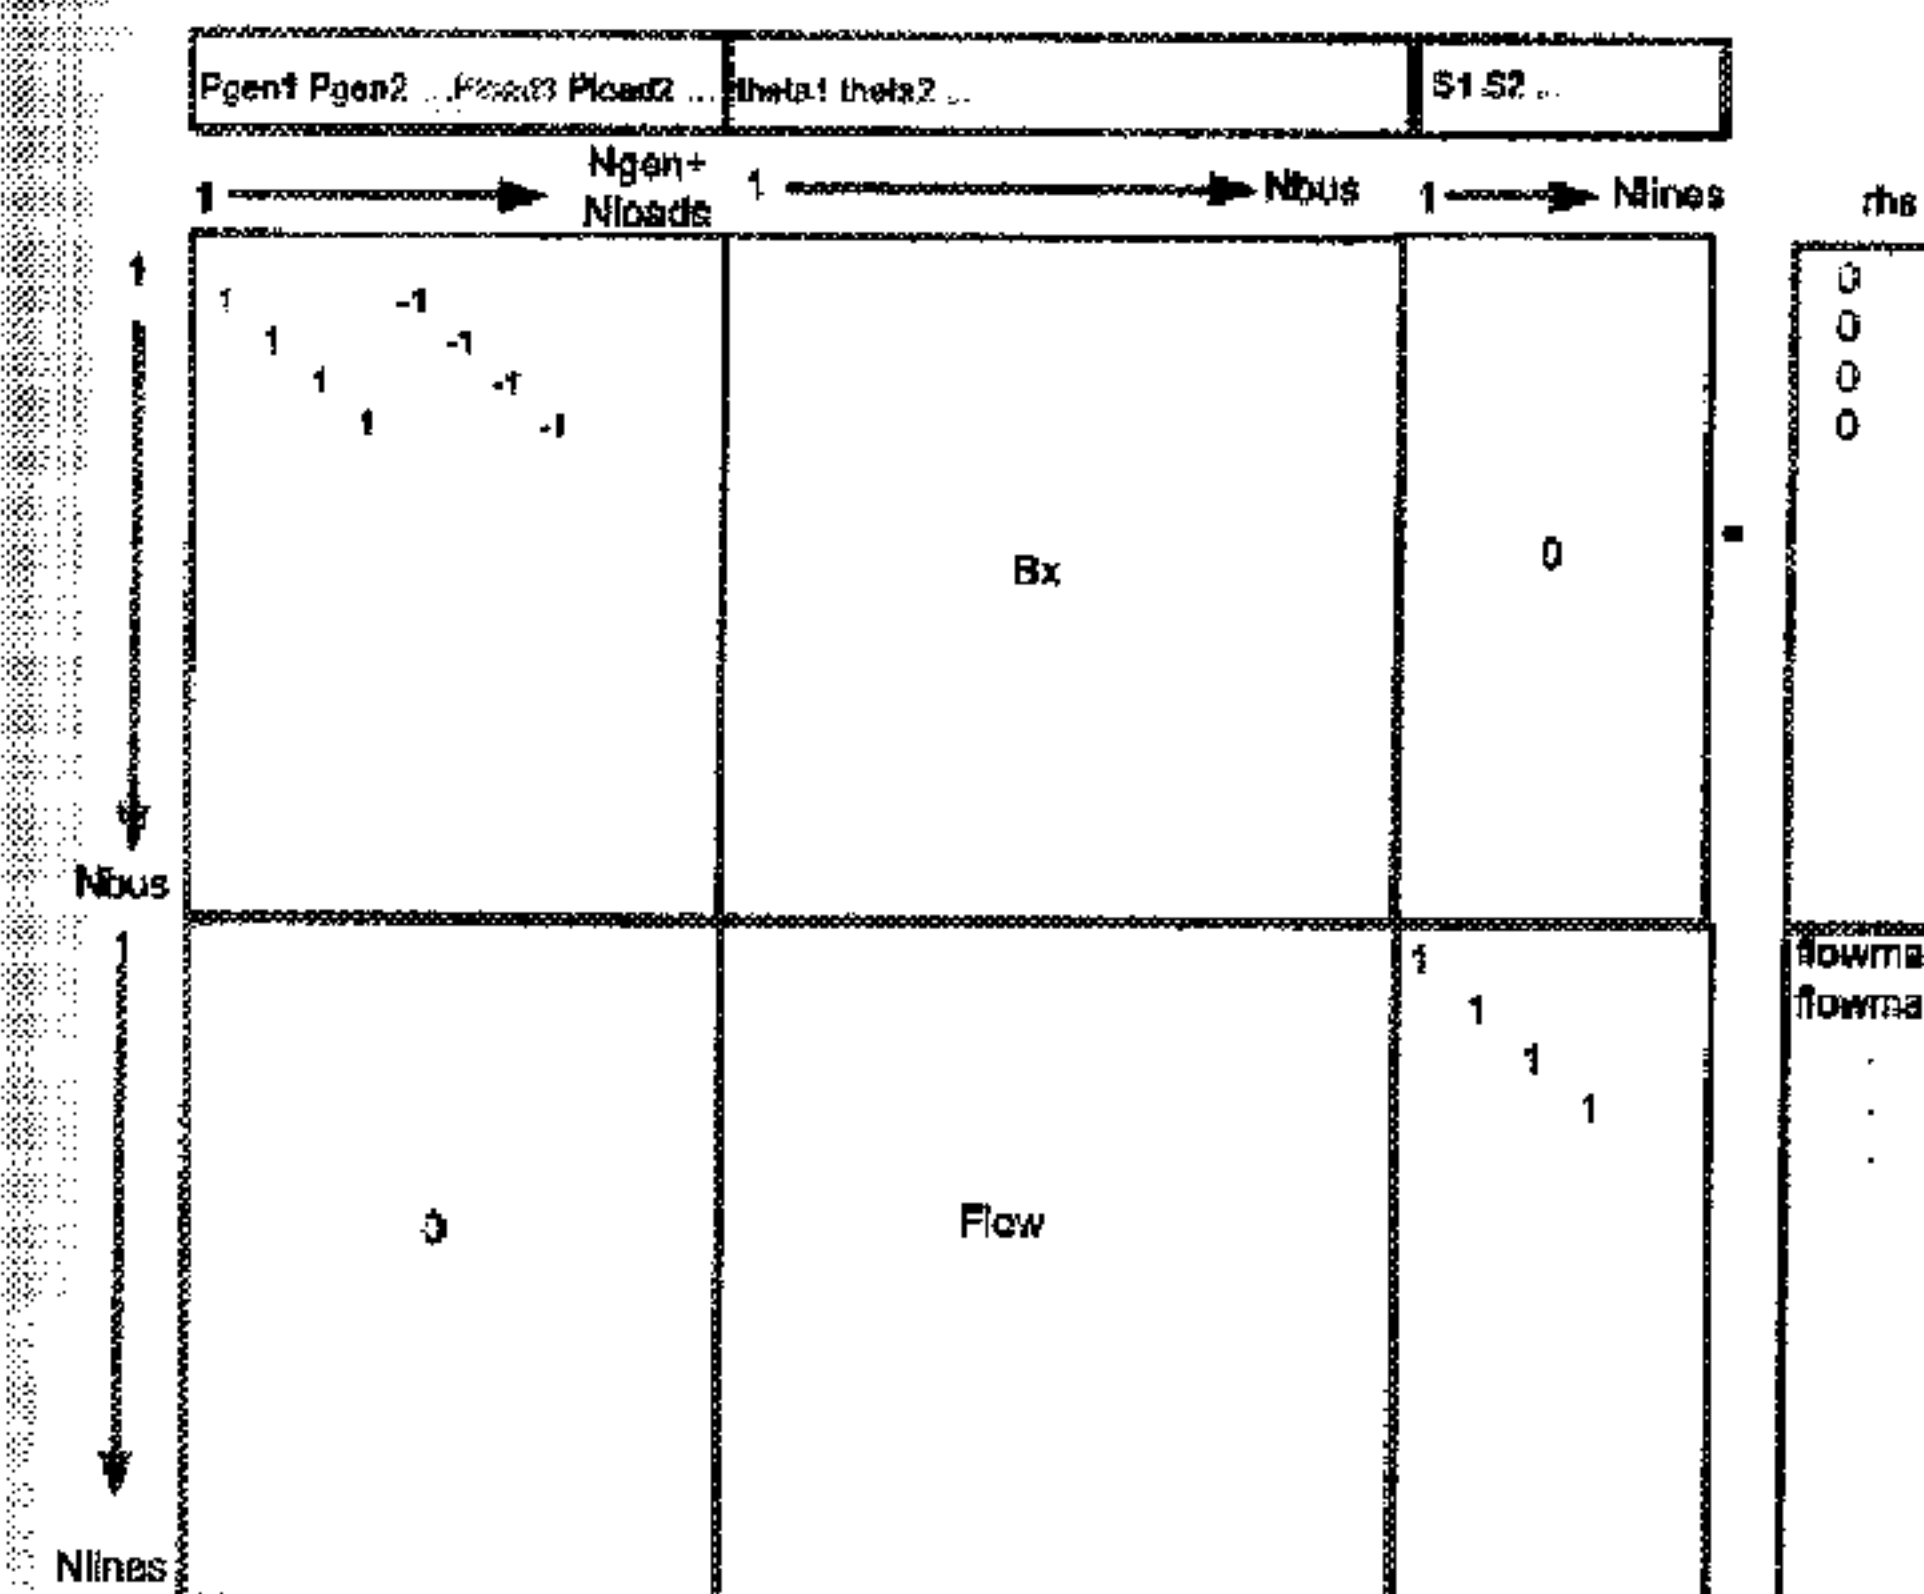 Pgen1 Pgen2 ... Pload2 ... theta1 theta2 ... S1 S2 ...
1 Ngen+ Nloads 1 Nbus 1 Nlines rhs
1
1 -1 0
1 -1 0
1 -1 0
1 -1 0
Bx 0 =
Nbus
1 1 flowma
1 flowma
1 .
1 .
.
0 Flow
Nlines